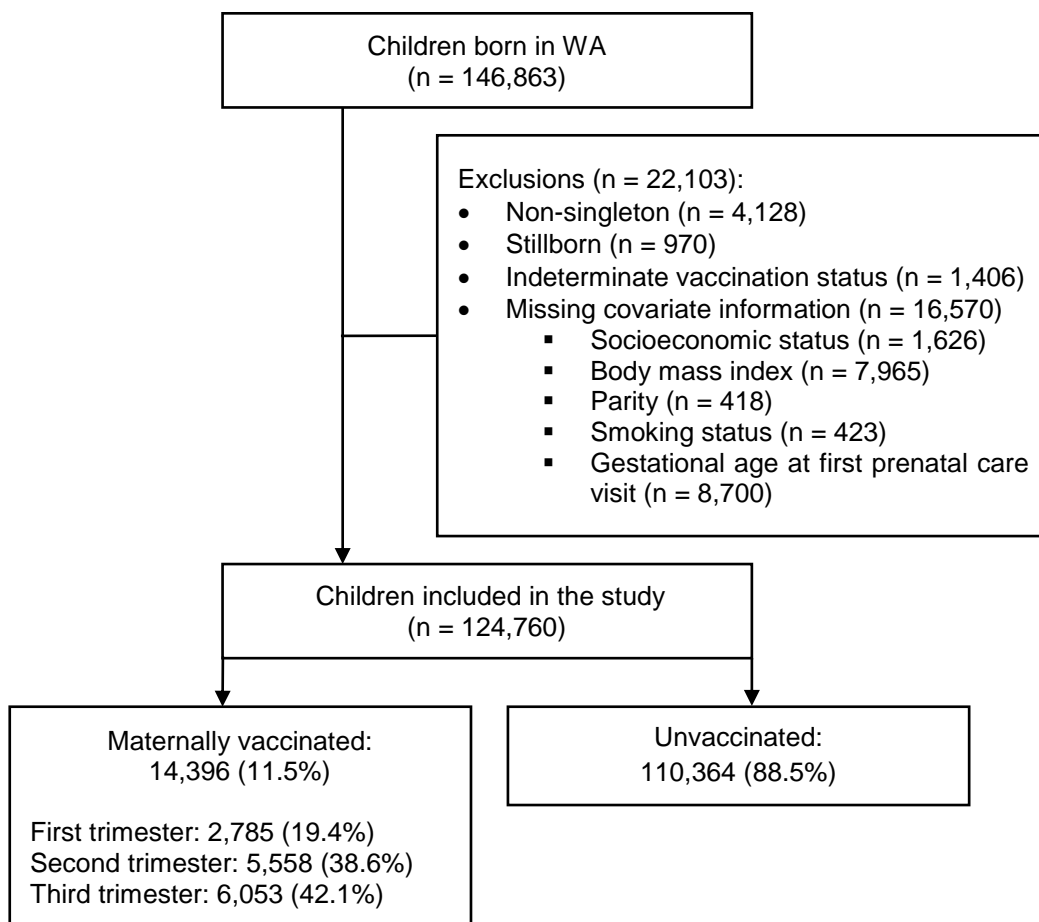 Children born in WA
(n = 146,863)
Exclusions (n = 22,103):
• Non-singleton (n = 4,128)
• Stillborn (n = 970)
• Indeterminate vaccination status (n = 1,406)
• Missing covariate information (n = 16,570)
▪ Socioeconomic status (n = 1,626)
▪ Body mass index (n = 7,965)
▪ Parity (n = 418)
▪ Smoking status (n = 423)
▪ Gestational age at first prenatal care
visit (n = 8,700)
Children included in the study
(n = 124,760)
Maternally vaccinated:
14,396 (11.5%)
First trimester: 2,785 (19.4%)
Second trimester: 5,558 (38.6%)
Third trimester: 6,053 (42.1%)
Unvaccinated:
110,364 (88.5%)